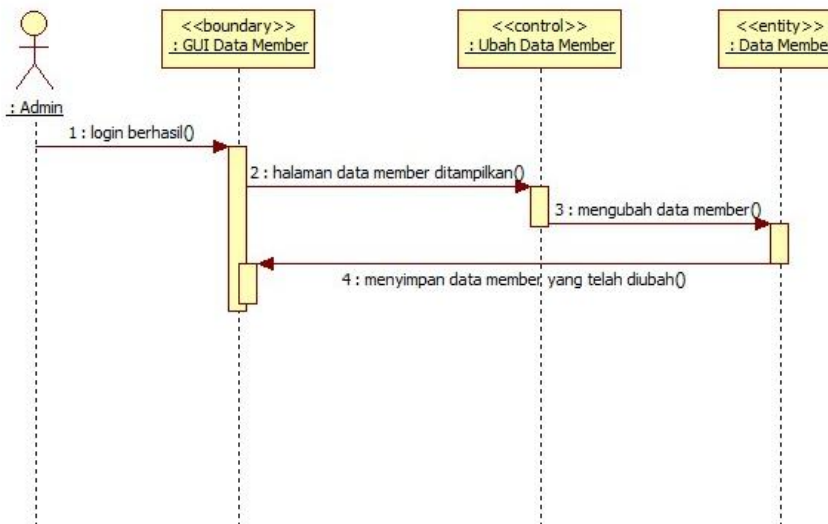 <<boundary>>
: GUI Data Member
<<control>>
: Ubah Data Member
<<entity>>
: Data Membe
: Admin
1 : login berhasil()
2 : halaman data member ditampilkan()
3 : mengubah data member()
4 : menyimpan data member yang telah diubah()